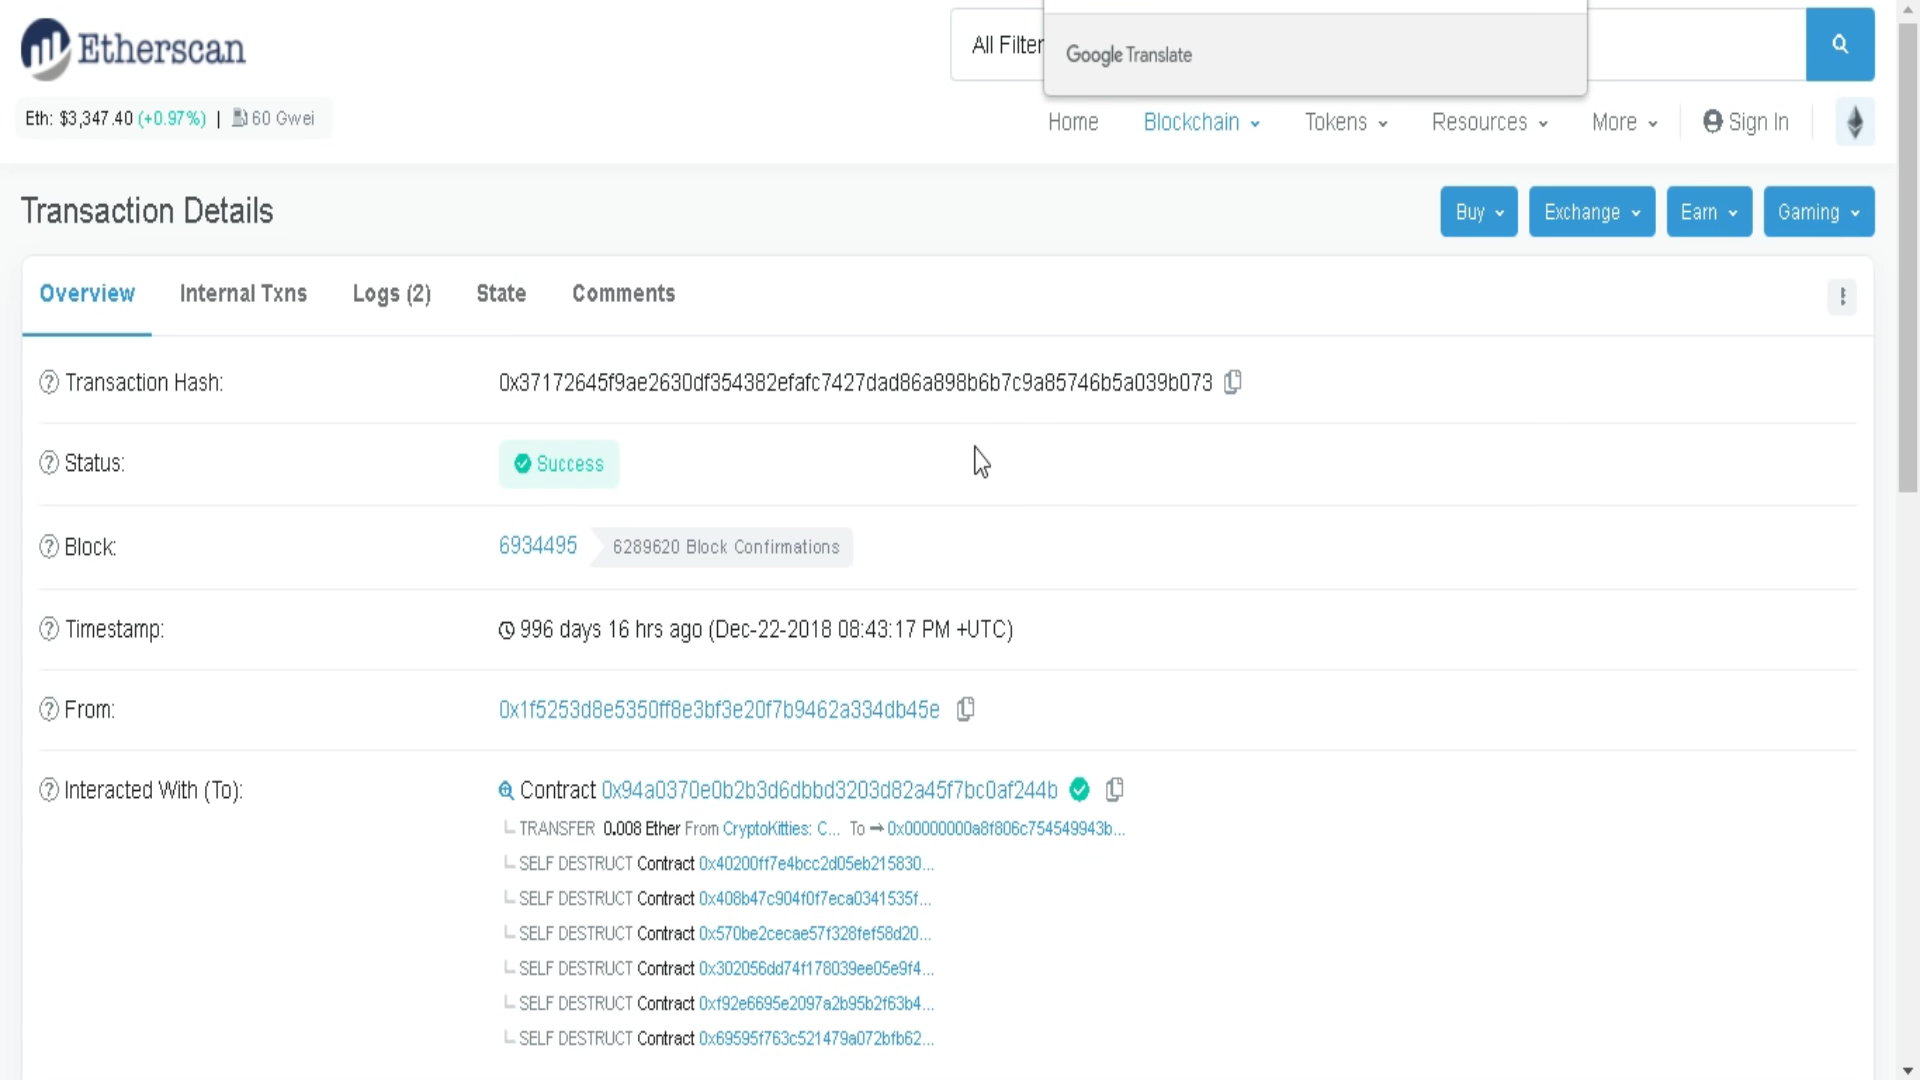 Etherscan
All Filter
Google Translate
Eth: $3,347.40 (+0.97%) | 60 Gwei
Home Blockchain Tokens Resources More Sign In
Transaction Details
Buy Exchange Earn Gaming
Overview Internal Txns Logs (2) State Comments
Transaction Hash: 0x37172645f9ae2630df354382efafc7427dad86a898b6b7c9a85746b5a039b073
Status: Success
Block: 6934495 6289620 Block Confirmations
Timestamp: 996 days 16 hrs ago (Dec-22-2018 08:43:17 PM +UTC)
From: 0x1f5253d8e5350ff8e3bf3e20f7b9462a334db45e
Interacted With (To): Contract 0x94a0370e0b2b3d6dbbd3203d82a45f7bc0af244b
TRANSFER 0.008 Ether From CryptoKitties: C... To 0x00000000a8f806c754549943b...
SELF DESTRUCT Contract 0x40200ff7e4bcc2d05eb215830...
SELF DESTRUCT Contract 0x408b47c904f0f7eca0341535f...
SELF DESTRUCT Contract 0x570be2cecae57f328fef58d20...
SELF DESTRUCT Contract 0x302056dd74f178039ee05e9f4...
SELF DESTRUCT Contract 0xf92e6695e2097a2b95b2f63b4...
SELF DESTRUCT Contract 0x69595f763c521479a072bfb62...